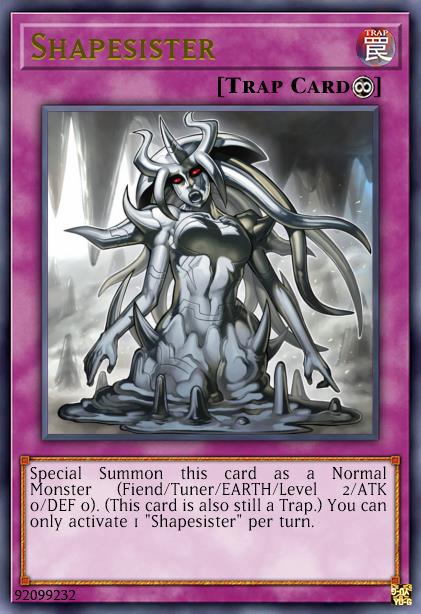 Shapesister
TRAP
罠
[Trap Card]
Special Summon this card as a Normal
Monster (Fiend/Tuner/EARTH/Level 2/ATK
0/DEF 0). (This card is also still a Trap.) You can
only activate 1 "Shapesister" per turn.
92099232